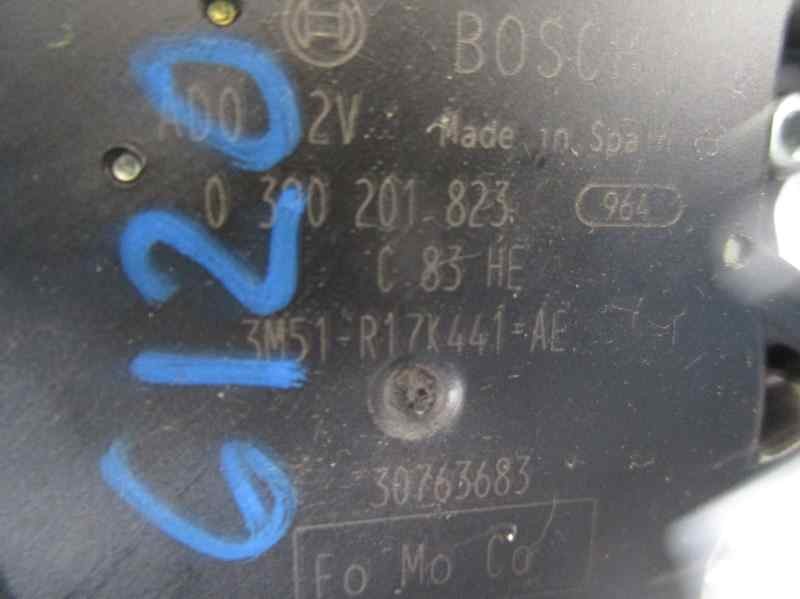 BOSCH
ADO 12V Made in Spain
0 390 201 823 964
C 83 HE
3M51-R17K441-AE
30763683
Fo Mo Co
G120